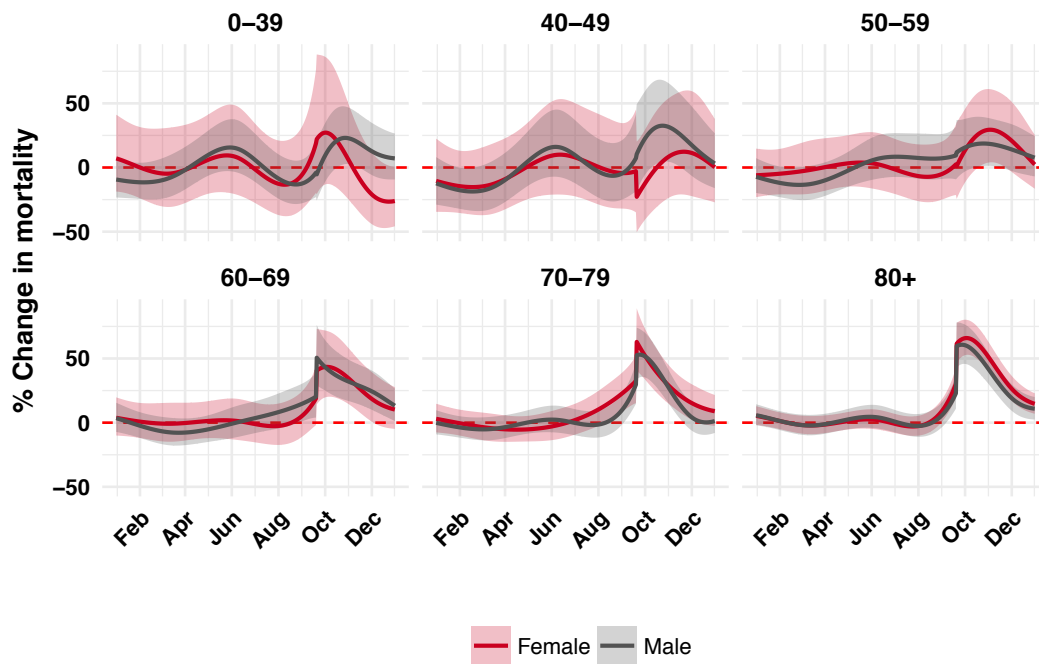 0–39 40–49 50–59
% Change in mortality
50
0
−50
60–69 70–79 80+
50
0
−50
Feb Apr Jun Aug Oct Dec Feb Apr Jun Aug Oct Dec Feb Apr Jun Aug Oct Dec
Female Male